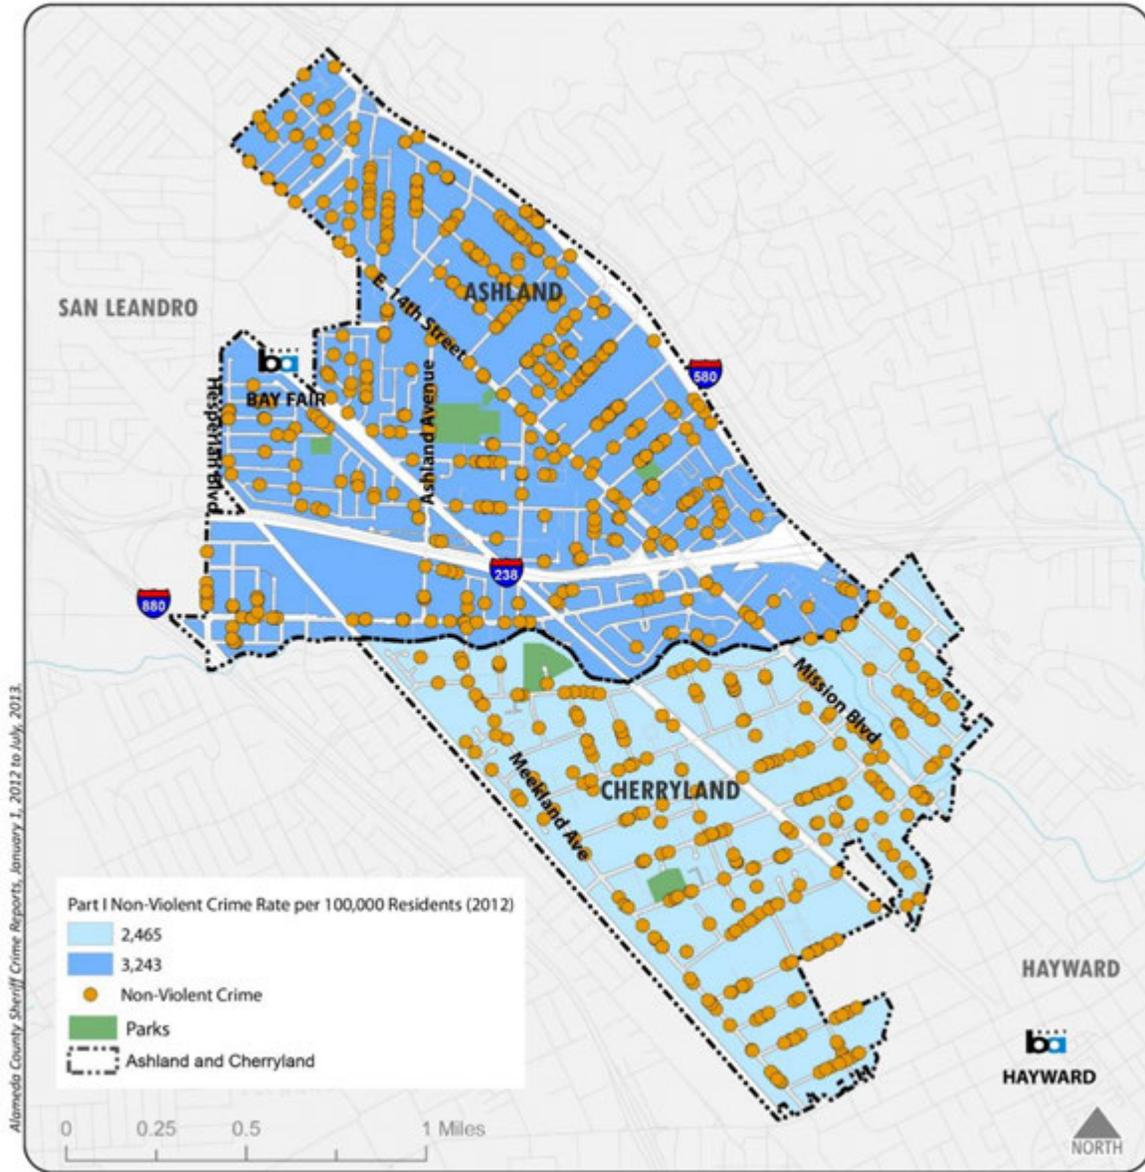 SAN LEANDRO
ASHLAND
E. 14th Street
580
ba
BAY FAIR
Hesperian Blvd
Ashland Avenue
238
880
Mission Blvd
Meekland Ave
CHERRYLAND
Alameda County Sheriff Crime Reports, January 1, 2012 to July, 2013.
Part I Non-Violent Crime Rate per 100,000 Residents (2012)
2,465
3,243
Non-Violent Crime
Parks
Ashland and Cherryland
HAYWARD
ba
HAYWARD
0 0.25 0.5 1 Miles
NORTH